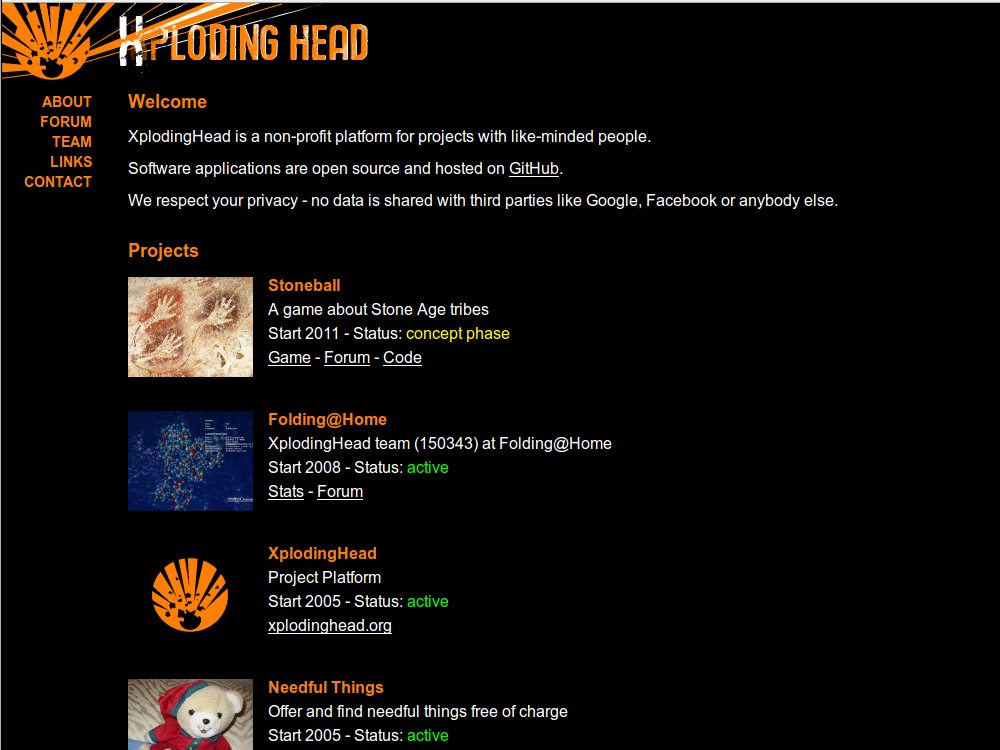 XPLODING HEAD
ABOUT
FORUM
TEAM
LINKS
CONTACT
Welcome
XplodingHead is a non-profit platform for projects with like-minded people.
Software applications are open source and hosted on GitHub.
We respect your privacy - no data is shared with third parties like Google, Facebook or anybody else.
Projects
Stoneball
A game about Stone Age tribes
Start 2011 - Status: concept phase
Game - Forum - Code
Folding@Home
XplodingHead team (150343) at Folding@Home
Start 2008 - Status: active
Stats - Forum
XplodingHead
Project Platform
Start 2005 - Status: active
xplodinghead.org
Needful Things
Offer and find needful things free of charge
Start 2005 - Status: active